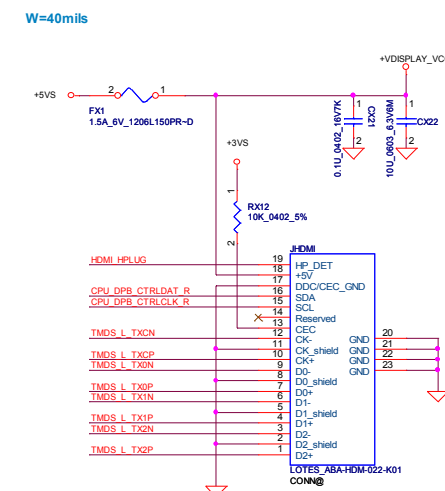 W=40mils
+VDISPLAY_VC
+5VS
2
1
FX1
1.5A_6V_1206L150PR~D
1
2
0.1U_0402_16V7K
CX21
1
2
10U_0603_6.3V6M
CX22
+3VS
1
2
RX12
10K_0402_5%
JHDMI
HDMI_HPLUG 19 HP_DET
18 +5V
17 DDC/CEC_GND
CPU_DPB_CTRLDAT_R 16 SDA
CPU_DPB_CTRLCLK_R 15 SCL
14 Reserved
13 CEC
TMDS_L_TXCN 12 CK- GND 20
11 CK_shield GND 21
TMDS_L_TXCP 10 CK+ GND 22
TMDS_L_TX0N 9 D0- GND 23
8 D0_shield
TMDS_L_TX0P 7 D0+
TMDS_L_TX1N 6 D1-
5 D1_shield
TMDS_L_TX1P 4 D1+
TMDS_L_TX2N 3 D2-
2 D2_shield
TMDS_L_TX2P 1 D2+
LOTES_ABA-HDM-022-K01
CONN@